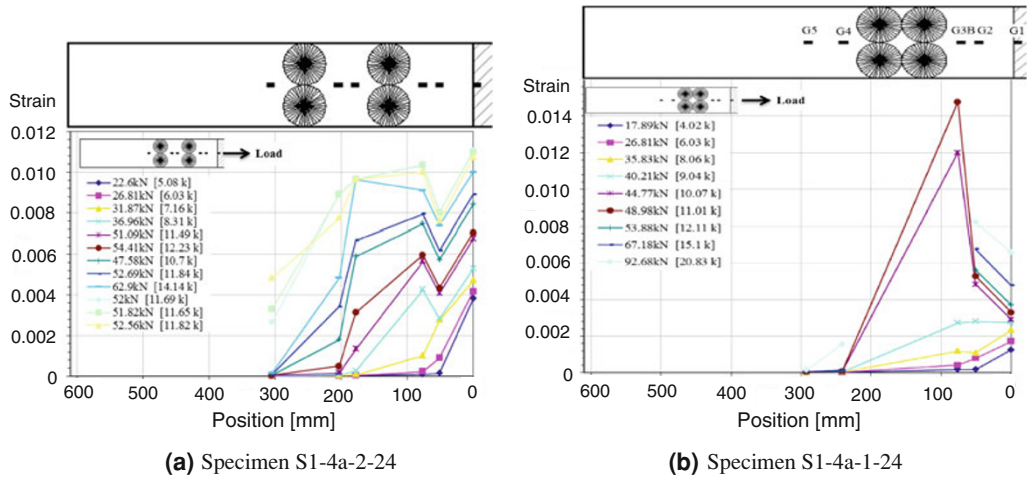 Strain
0.012
0.010
0.008
0.006
0.004
0.002
0
Load
22.6kN [5.08 k]
26.81kN [6.03 k]
31.87kN [7.16 k]
36.96kN [8.31 k]
51.09kN [11.49 k]
54.41kN [12.23 k]
47.58kN [10.7 k]
52.69kN [11.84 k]
62.9kN [14.14 k]
52kN [11.69 k]
51.82kN [11.65 k]
52.56kN [11.82 k]
600 500 400 300 200 100 0
Position [mm]
(a) Specimen S1-4a-2-24
G5 G4 G3B G2 G1
Strain
0.014
0.012
0.010
0.008
0.006
0.004
0.002
0
Load
17.89kN [4.02 k]
26.81kN [6.03 k]
35.83kN [8.06 k]
40.21kN [9.04 k]
44.77kN [10.07 k]
48.98kN [11.01 k]
53.88kN [12.11 k]
67.18kN [15.1 k]
92.68kN [20.83 k]
600 500 400 300 200 100 0
Position [mm]
(b) Specimen S1-4a-1-24